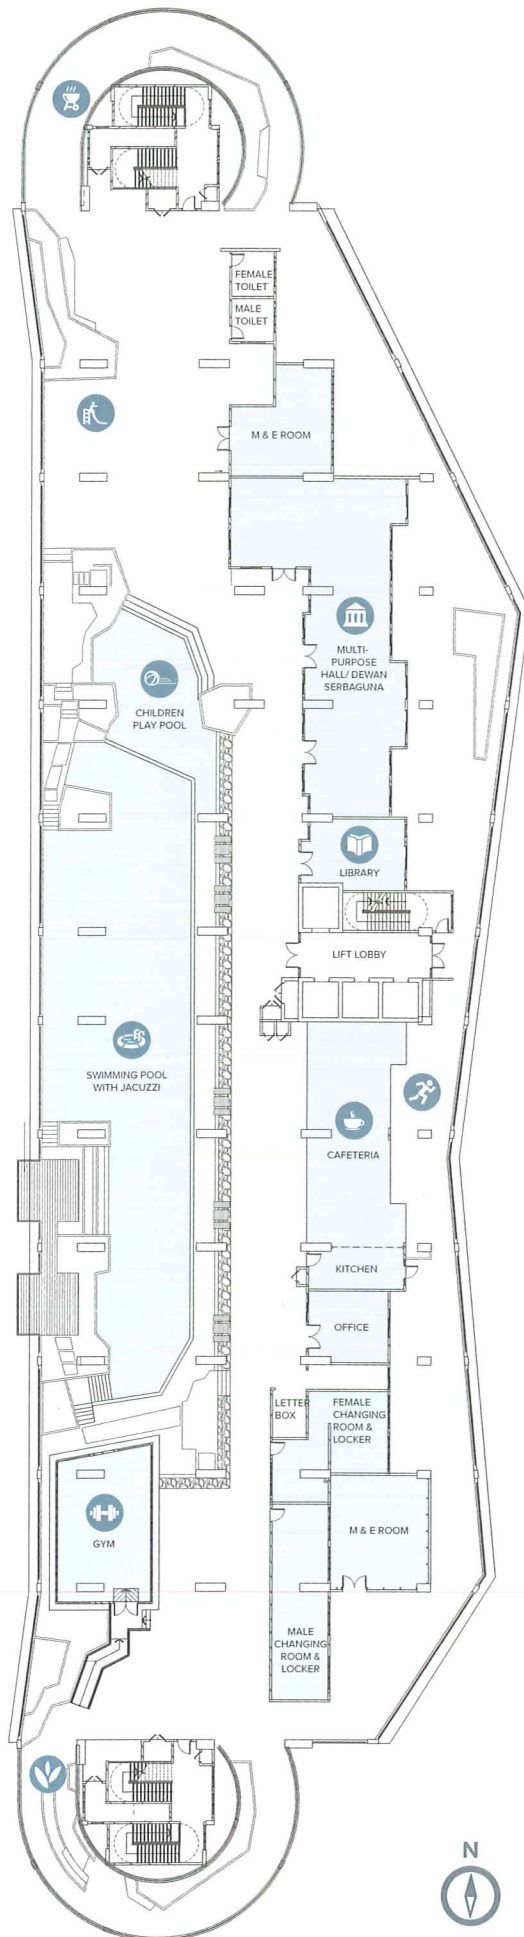 FEMALE
TOILET
MALE
TOILET
M & E ROOM
MULTI-
PURPOSE
HALL/ DEWAN
SERBAGUNA
CHILDREN
PLAY POOL
LIBRARY
LIFT LOBBY
SWIMMING POOL
WITH JACUZZI
CAFETERIA
KITCHEN
OFFICE
LETTER
BOX
FEMALE
CHANGING
ROOM &
LOCKER
GYM
M & E ROOM
MALE
CHANGING
ROOM &
LOCKER
N